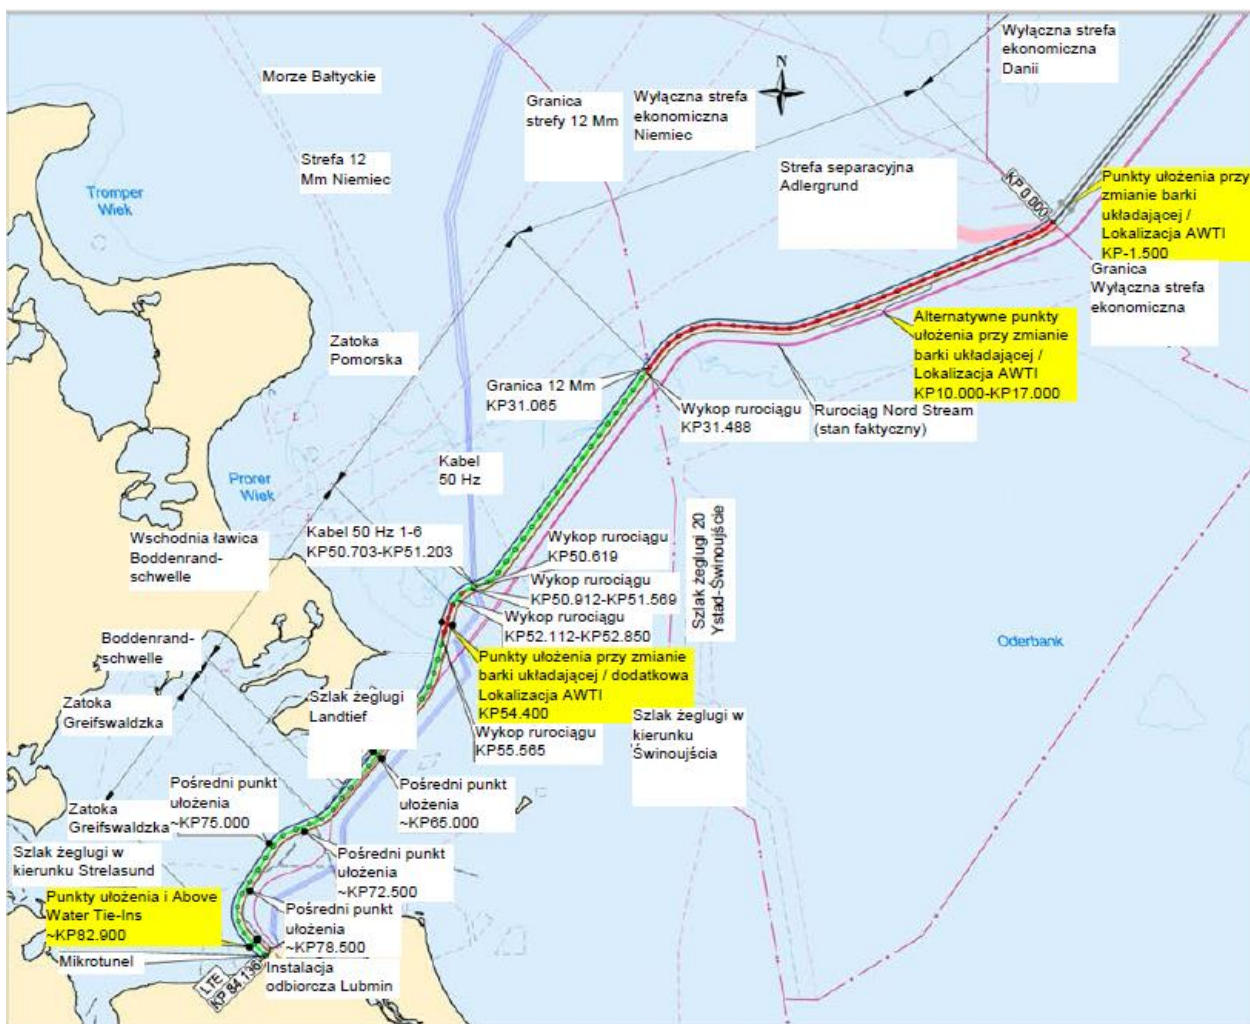 Wyłączna strefa
ekonomiczna
Danii
Morze Bałtyckie
N
Granica
strefy 12 Mm
Wyłączna strefa
ekonomiczna
Niemiec
Strefa 12
Mm Niemiec
Strefa separacyjna
Adlergrund
KP 0.000
Punkty ułożenia przy
zmianie barki
układającej /
Lokalizacja AWTI
KP-1.500
Tromper
Wiek
Granica
Wyłączna strefa
ekonomiczna
Alternatywne punkty
ułożenia przy zmianie
barki układającej /
Lokalizacja AWTI
KP10.000-KP17.000
Zatoka
Pomorska
Granica 12 Mm
KP31.065
Wykop rurociągu
KP31.488
Rurociąg Nord Stream
(stan faktyczny)
Kabel
50 Hz
Prorer
Wiek
Wschodnia ławica
Boddenrand-
schwelle
Kabel 50 Hz 1-6
KP50.703-KP51.203
Wykop rurociągu
KP50.619
Wykop rurociągu
KP50.912-KP51.569
Wykop rurociągu
KP52.112-KP52.850
Szlak żeglugi 20
Ystad-Świnoujście
Oderbank
Boddenrand-
schwelle
Punkty ułożenia przy zmianie
barki układającej / dodatkowa
Lokalizacja AWTI
KP54.400
Zatoka
Greifswaldzka
Szlak żeglugi
Landtief
Wykop rurociągu
KP55.565
Szlak żeglugi w
kierunku
Świnoujścia
Pośredni punkt
ułożenia
~KP75.000
Pośredni punkt
ułożenia
~KP65.000
Zatoka
Greifswaldzka
Szlak żeglugi w
kierunku Strelasund
Pośredni punkt
ułożenia
~KP72.500
Punkty ułożenia i Above
Water Tie-Ins
~KP82.900
Pośredni punkt
ułożenia
~KP78.500
Mikrotunel
LTE
KP 84.136
Instalacja
odbiorcza Lubmin